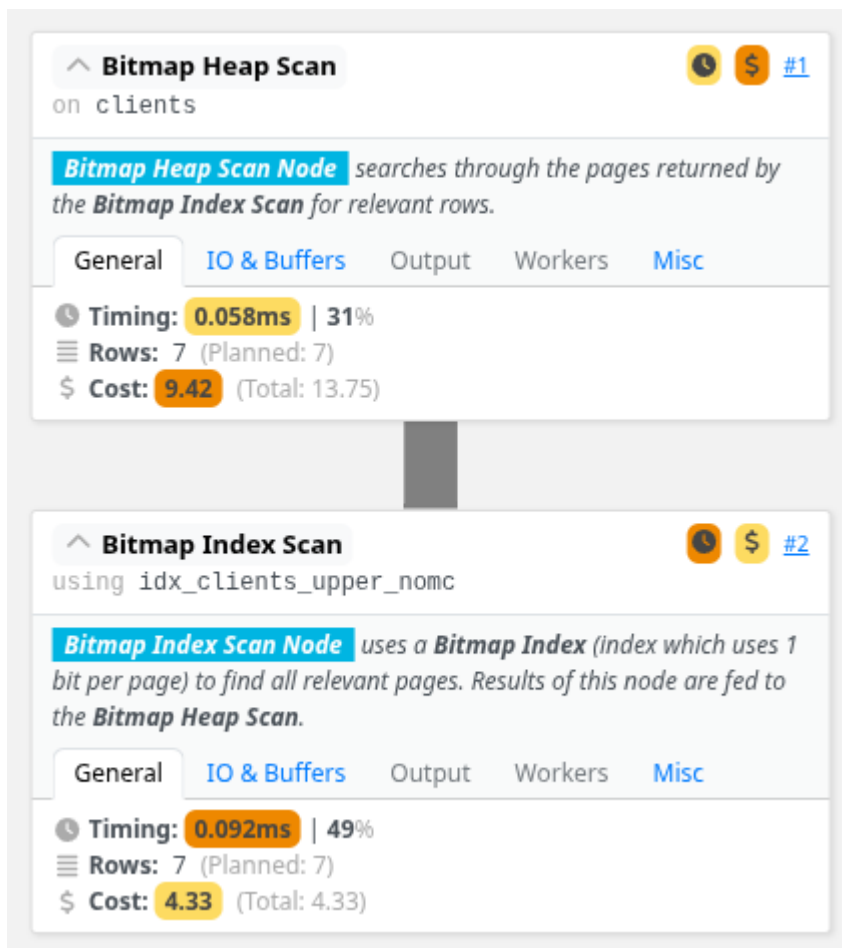 Bitmap Heap Scan $ #1
on clients
Bitmap Heap Scan Node searches through the pages returned by
the Bitmap Index Scan for relevant rows.
General IO & Buffers Output Workers Misc
Timing: 0.058ms | 31%
Rows: 7 (Planned: 7)
$ Cost: 9.42 (Total: 13.75)
Bitmap Index Scan $ #2
using idx_clients_upper_nomc
Bitmap Index Scan Node uses a Bitmap Index (index which uses 1
bit per page) to find all relevant pages. Results of this node are fed to
the Bitmap Heap Scan.
General IO & Buffers Output Workers Misc
Timing: 0.092ms | 49%
Rows: 7 (Planned: 7)
$ Cost: 4.33 (Total: 4.33)